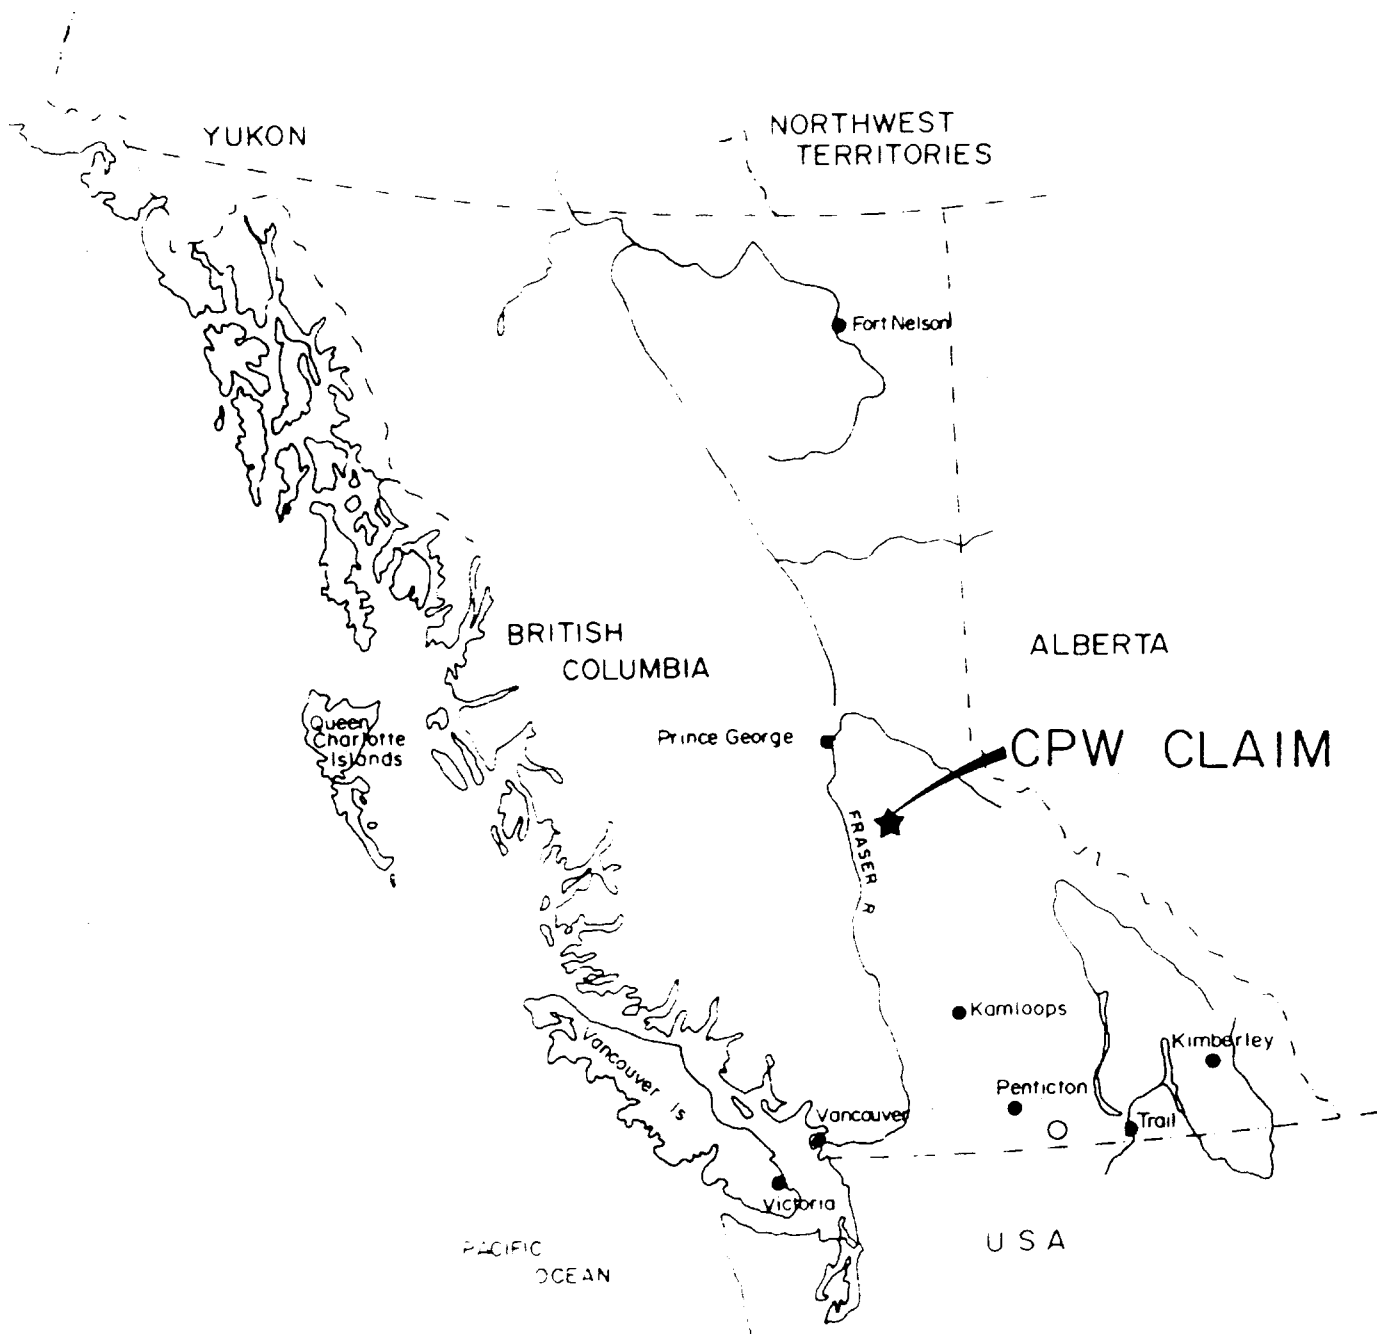 YUKON
NORTHWEST
TERRITORIES
Fort Nelson
BRITISH
COLUMBIA
ALBERTA
Queen
Charlotte
Islands
Prince George
CPW CLAIM
FRASER R
Kamloops
Kimberley
Penticton
Trail
Vancouver Is
Vancouver
Victoria
USA
PACIFIC
OCEAN